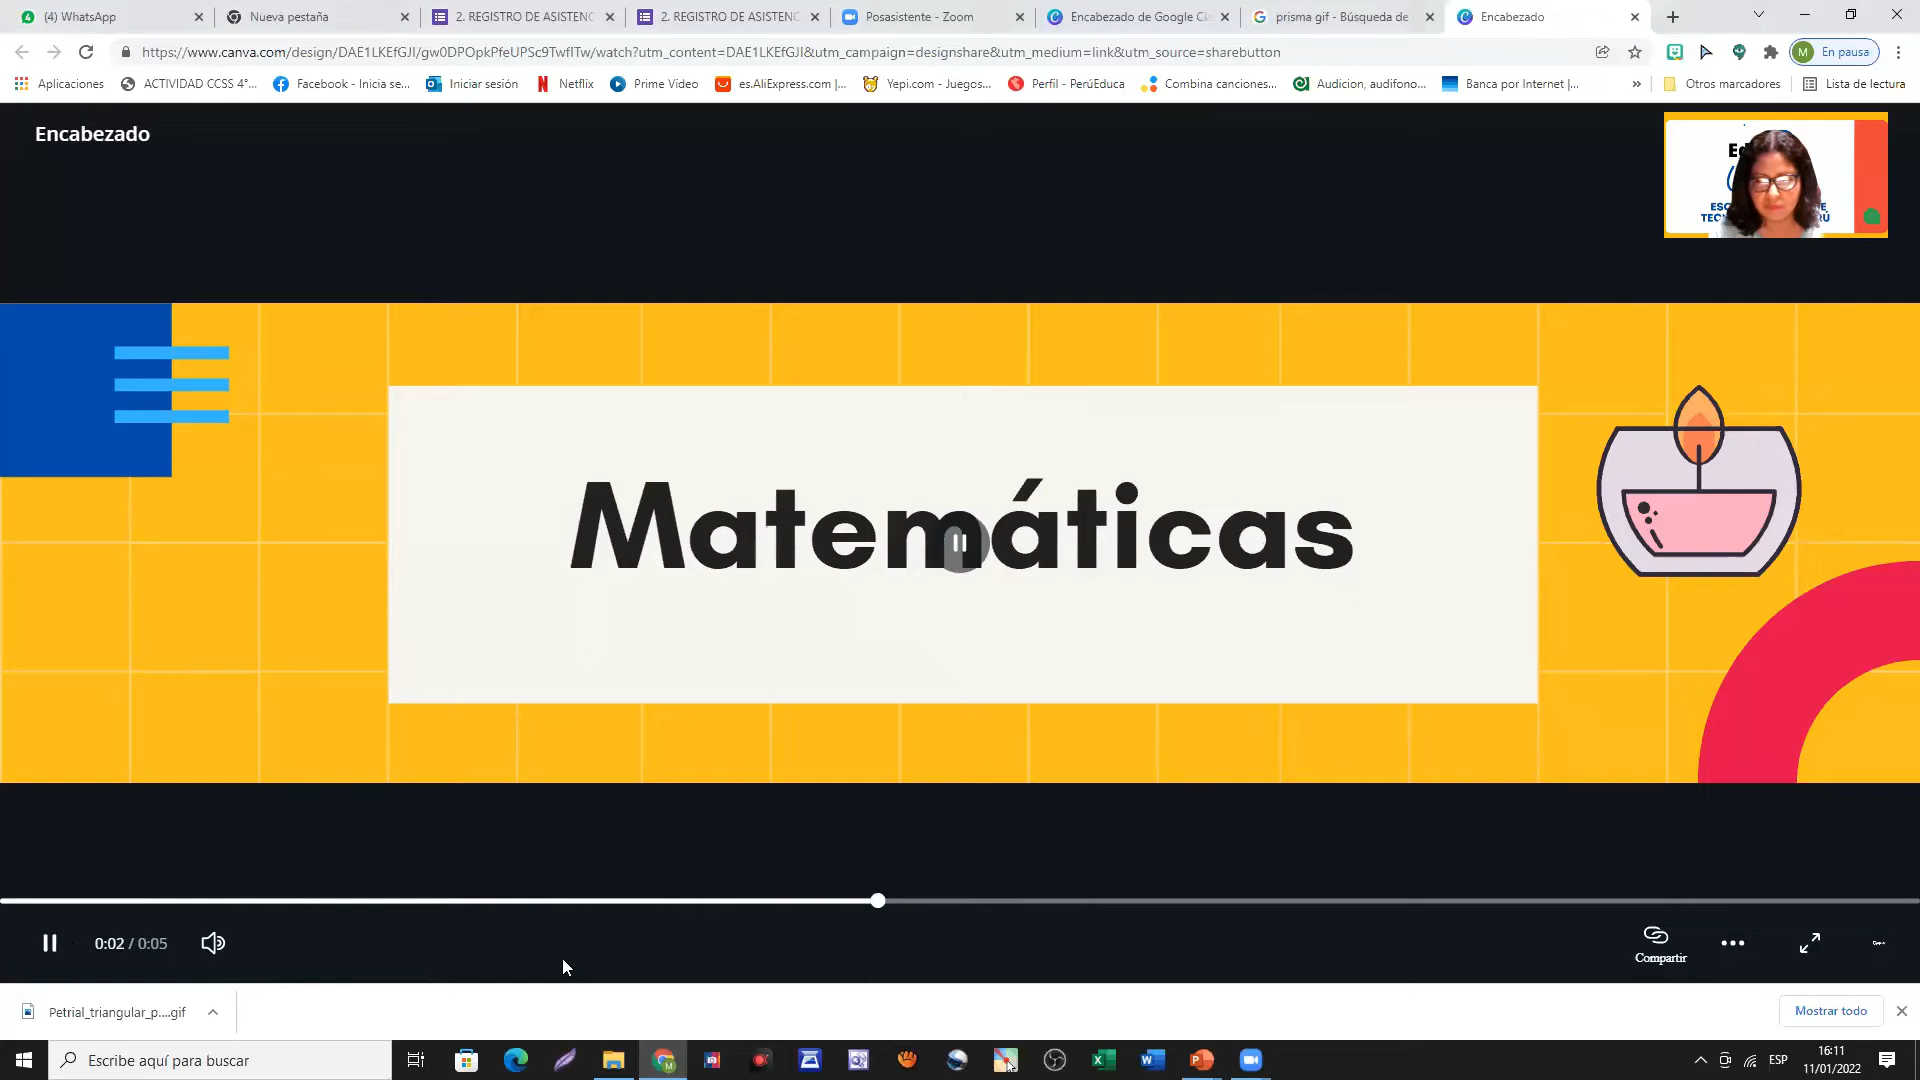 (4) WhatsApp
Nueva pestaña
2. REGISTRO DE ASISTENC
2. REGISTRO DE ASISTENC
Posasistente - Zoom
Encabezado de Google Cl
prisma gif - Búsqueda de
Encabezado
https://www.canva.com/design/DAE1LKEfGJI/gw0DPOpkPfeUPSc9TwfITw/watch?utm_content=DAE1LKEfGJI&utm_campaign=designshare&utm_medium=link&utm_source=sharebutton
M
En pausa
Aplicaciones
ACTIVIDAD CCSS 4°...
Facebook - Inicia se...
Iniciar sesión
Netflix
Prime Video
es.AliExpress.com |...
Yepi.com - Juegos...
Perfil - PerúEduca
Combina canciones...
Audicion, audifono...
Banca por Internet |...
»
Otros marcadores
Lista de lectura
Encabezado
Matemáticas
0:02 / 0:05
Compartir
Petrial_triangular_p....gif
Mostrar todo
Escribe aquí para buscar
ESP
16:11
11/01/2022